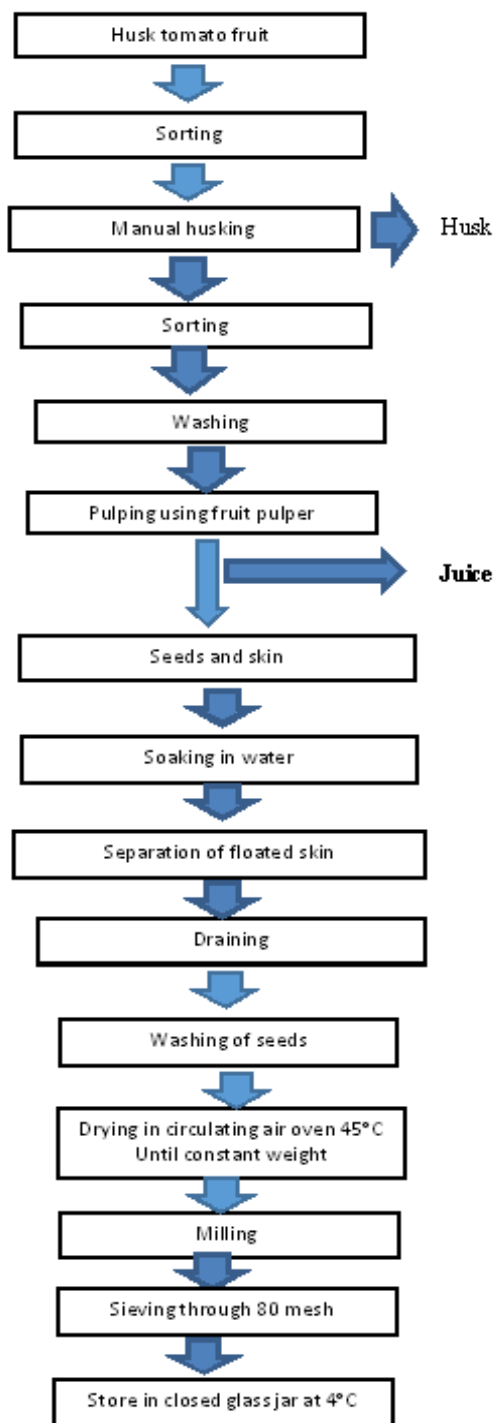 Husk tomato fruit
Sorting
Manual husking
Husk
Sorting
Washing
Pulping using fruit pulper
Juice
Seeds and skin
Soaking in water
Separation of floated skin
Draining
Washing of seeds
Drying in circulating air oven 45°C
Until constant weight
Milling
Sieving through 80 mesh
Store in closed glass jar at 4°C